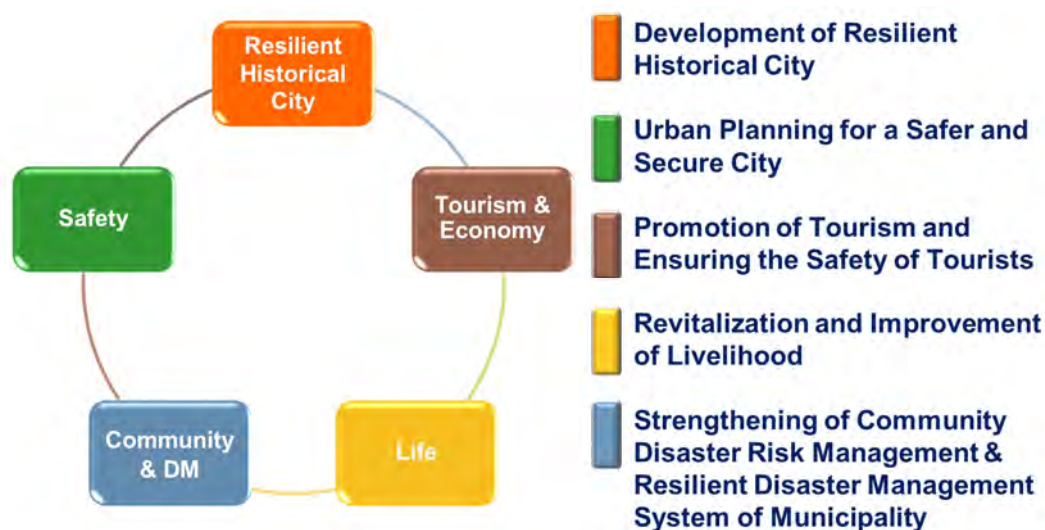 Resilient
Historical
City
Safety
Tourism &
Economy
Community
& DM
Life
Development of Resilient
Historical City
Urban Planning for a Safer and
Secure City
Promotion of Tourism and
Ensuring the Safety of Tourists
Revitalization and Improvement
of Livelihood
Strengthening of Community
Disaster Risk Management &
Resilient Disaster Management
System of Municipality